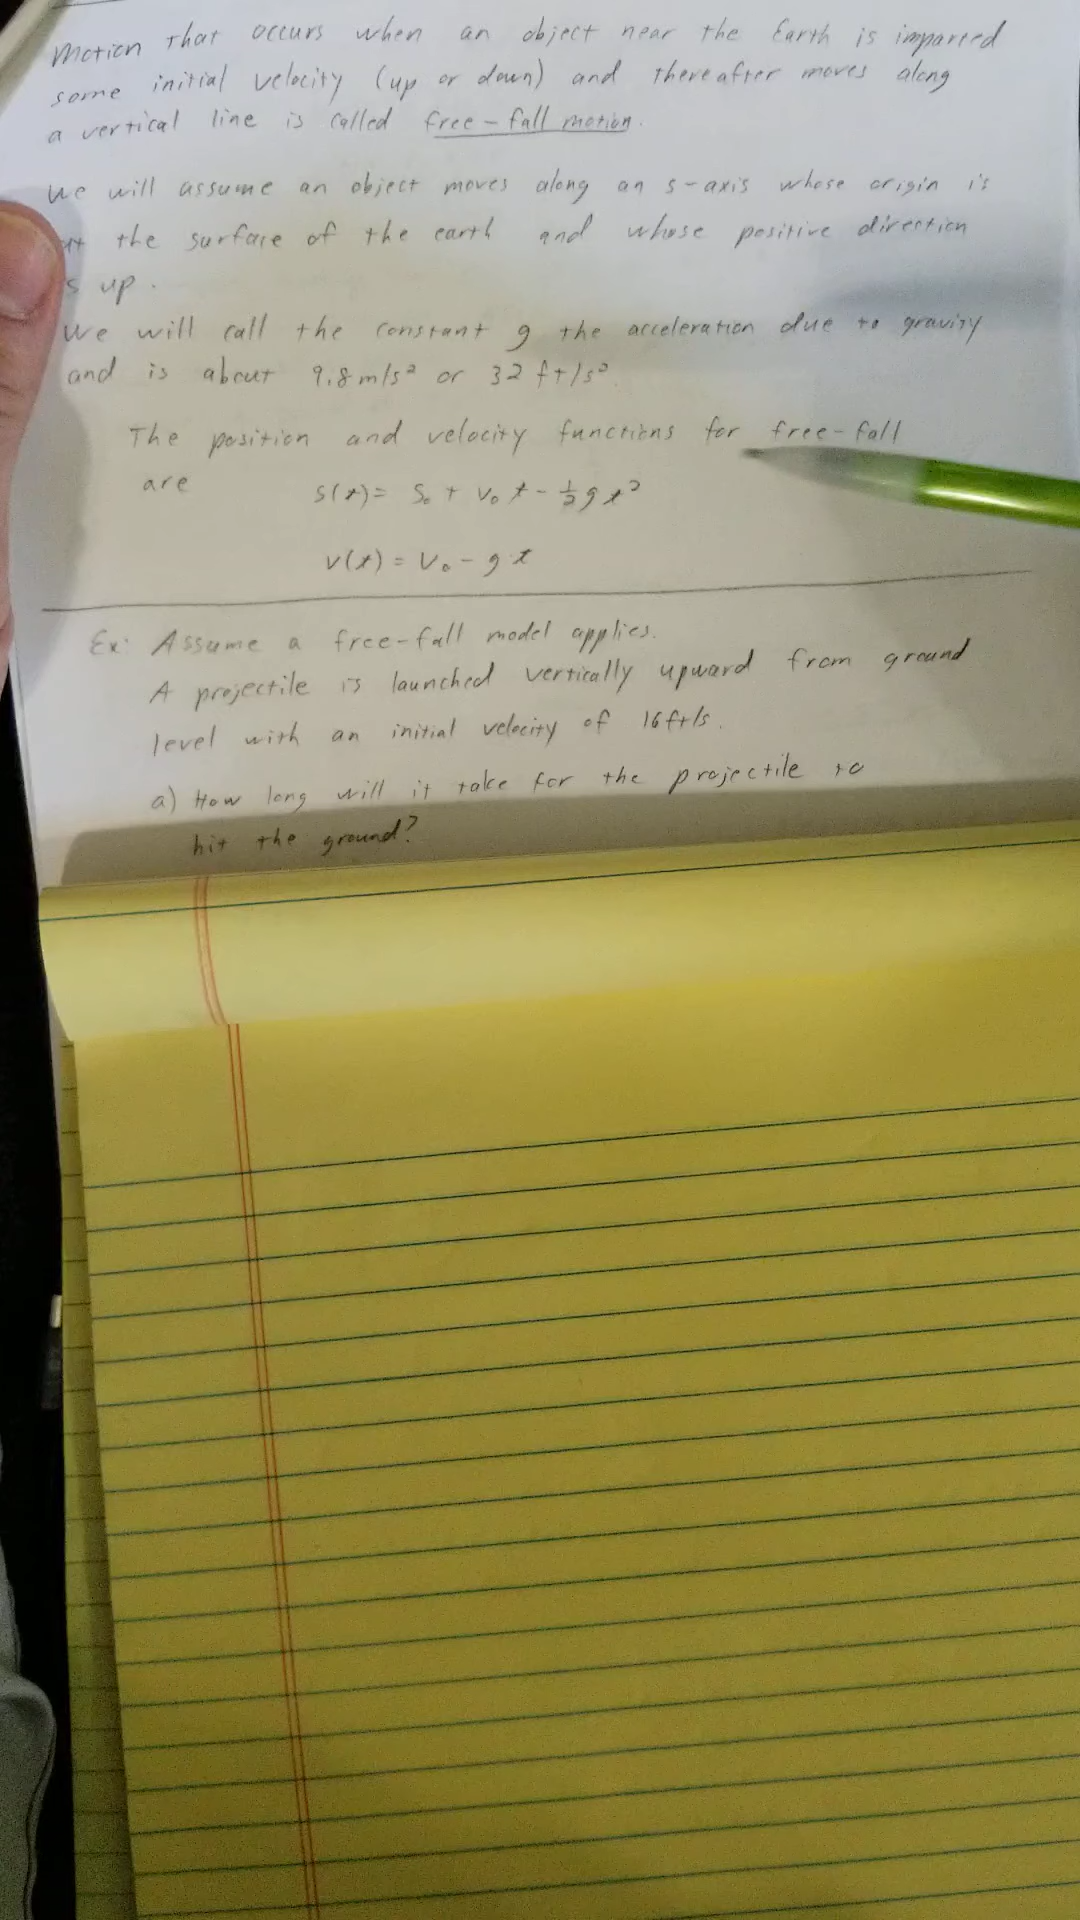 Motion that occurs when an object near the Earth is imparted
some initial velocity (up or down) and thereafter moves along
a vertical line is called free-fall motion.
We will assume an object moves along an s-axis whose origin is
at the surface of the earth and whose positive direction
is up.
We will call the constant g the acceleration due to gravity
and is about 9.8 m/s² or 32 ft/s².
The position and velocity functions for free-fall
are s(t) = s₀ + v₀t - ½gt²
v(t) = v₀ - gt
Ex: Assume a free-fall model applies.
A projectile is launched vertically upward from ground
level with an initial velocity of 16 ft/s.
a) How long will it take for the projectile to
hit the ground?